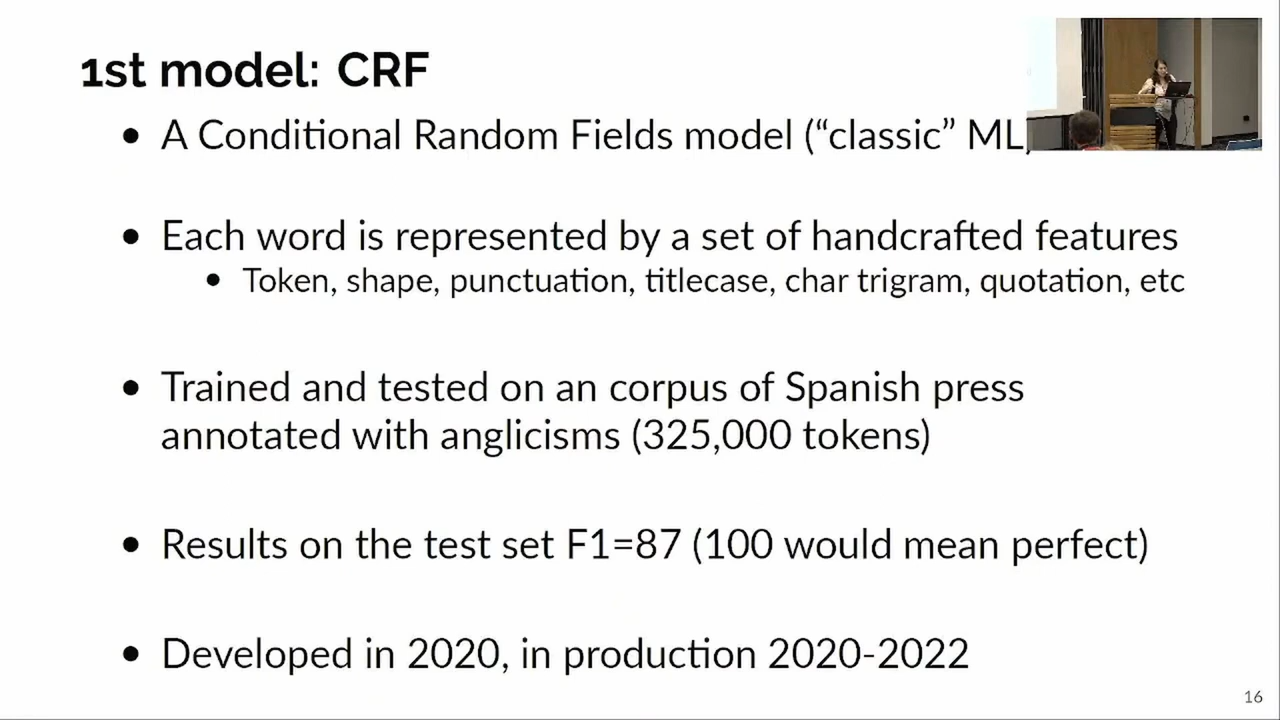 1st model: CRF
• A Conditional Random Fields model (“classic” ML,
• Each word is represented by a set of handcrafted features
• Token, shape, punctuation, titlecase, char trigram, quotation, etc
• Trained and tested on an corpus of Spanish press
annotated with anglicisms (325,000 tokens)
• Results on the test set F1=87 (100 would mean perfect)
• Developed in 2020, in production 2020-2022
16